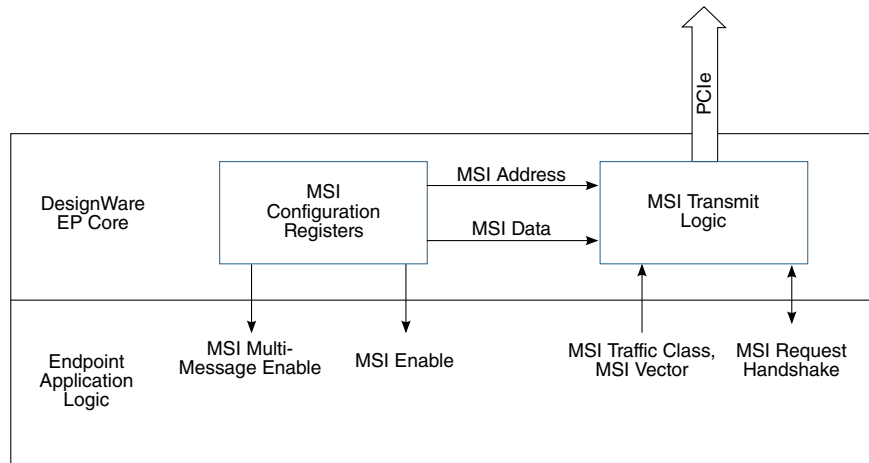 PCIe
DesignWare
EP Core
MSI
Configuration
Registers
MSI Address
MSI Data
MSI Transmit
Logic
Endpoint
Application
Logic
MSI Multi-
Message Enable
MSI Enable
MSI Traffic Class,
MSI Vector
MSI Request
Handshake